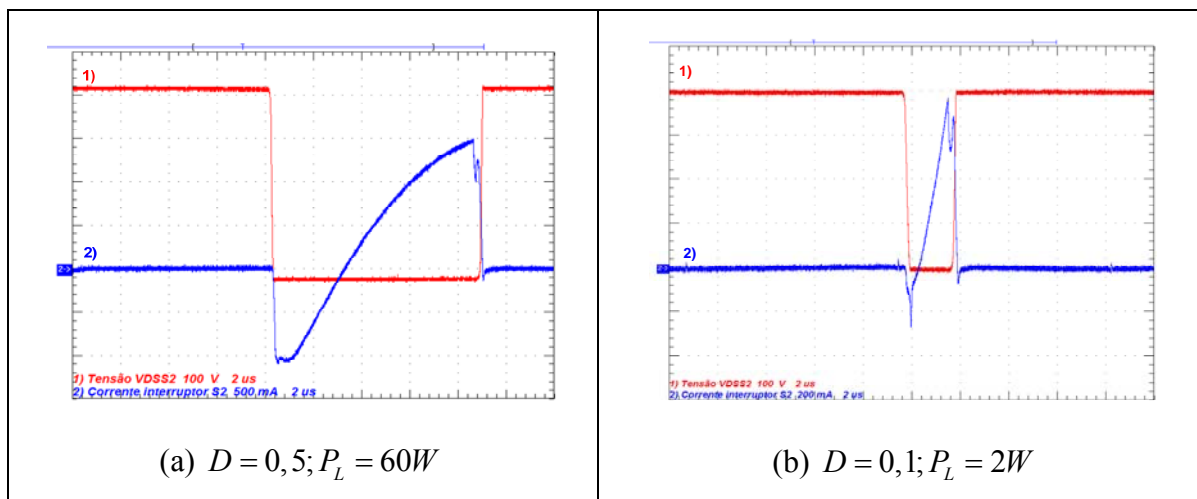 1)
2)
1) Tensão VDSS2 100 V 2 us
2) Corrente interruptor S2 500 mA 2 us
(a) D = 0,5; P_L = 60W
1)
2)
1) Tensão VDSS2 100 V 2 us
2) Corrente interruptor S2 200 mA 2 us
(b) D = 0,1; P_L = 2W